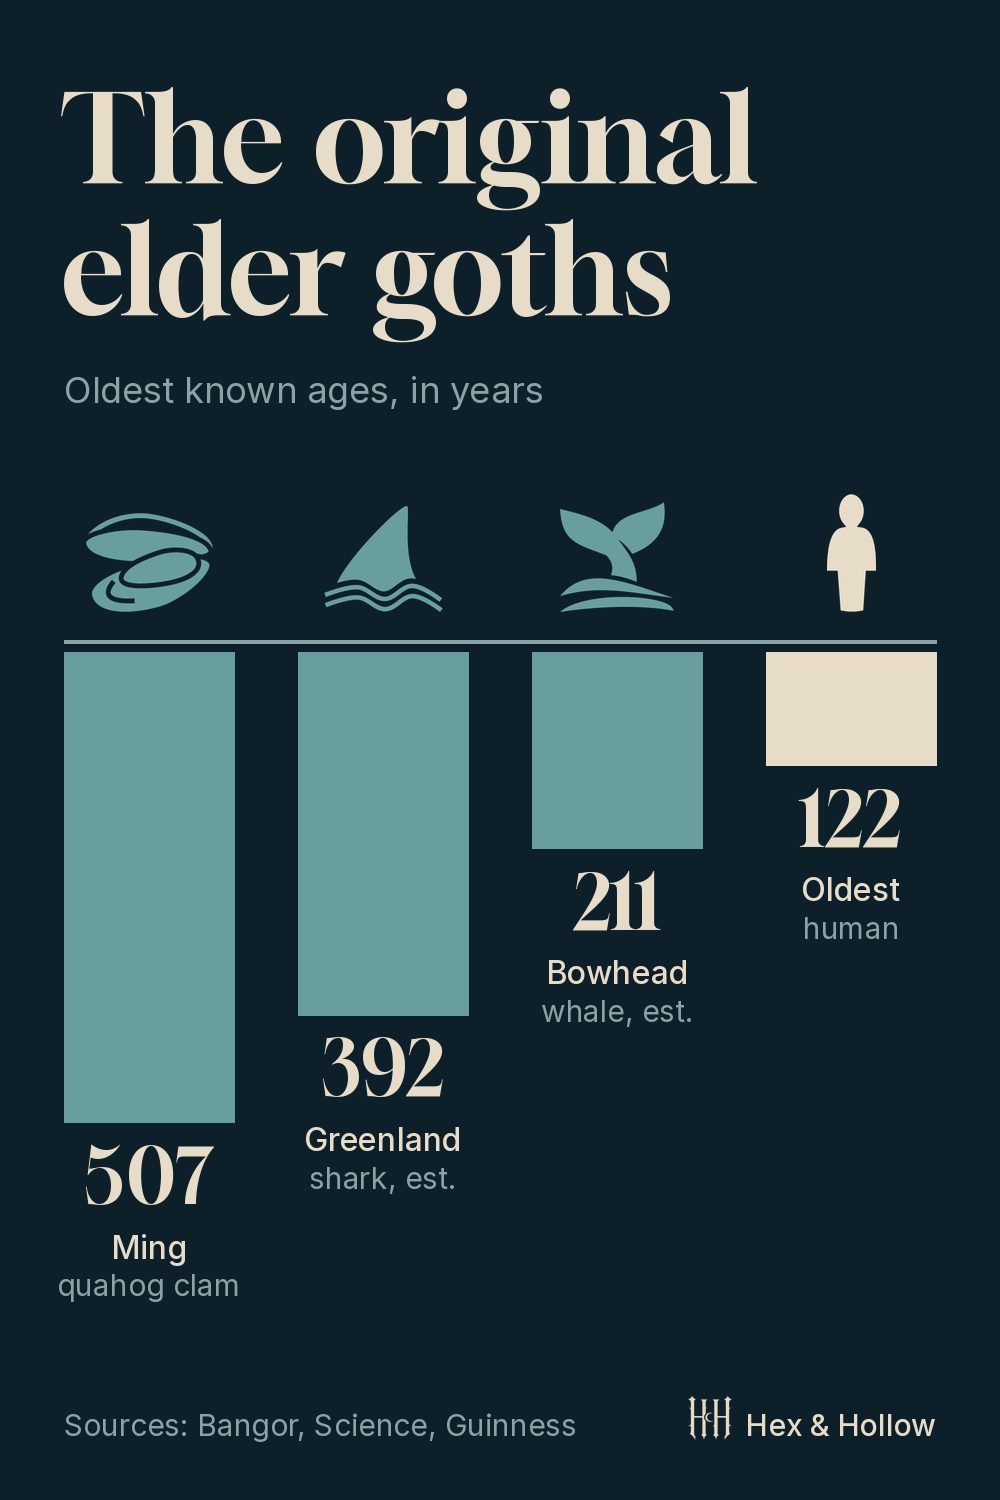 The original
elder goths
Oldest known ages, in years
507
Ming
quahog clam
392
Greenland
shark, est.
211
Bowhead
whale, est.
122
Oldest
human
Sources: Bangor, Science, Guinness
Hex & Hollow